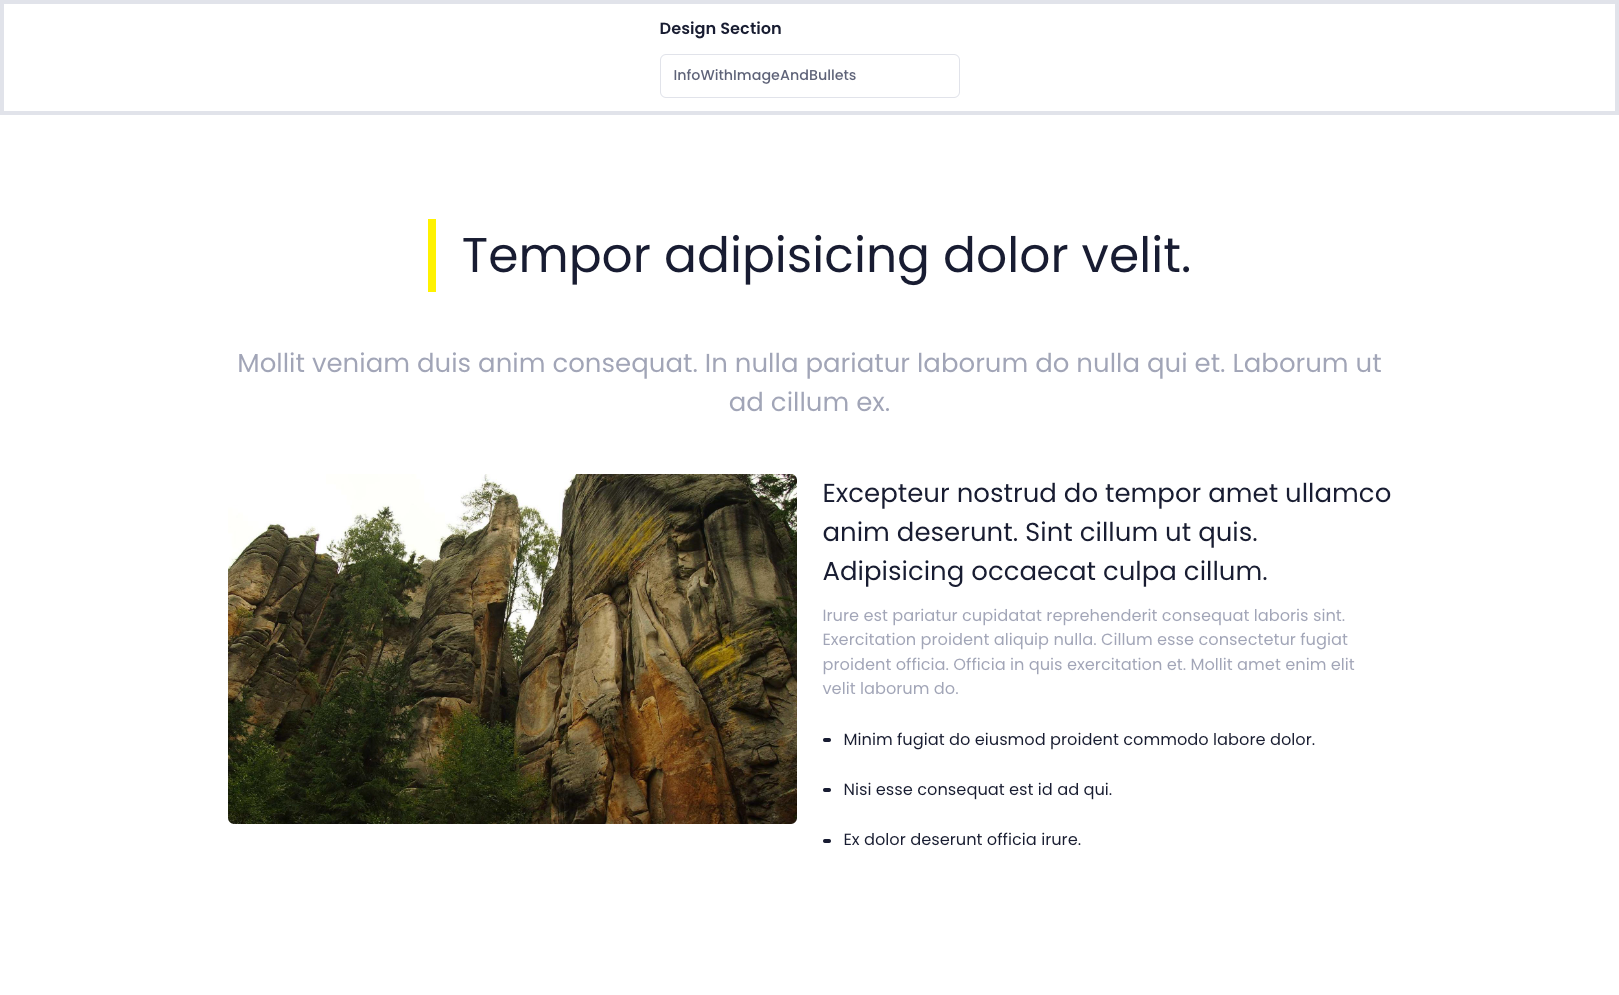 Design Section
InfoWithImageAndBullets
Tempor adipisicing dolor velit.
Mollit veniam duis anim consequat. In nulla pariatur laborum do nulla qui et. Laborum ut
ad cillum ex.
Excepteur nostrud do tempor amet ullamco
anim deserunt. Sint cillum ut quis.
Adipisicing occaecat culpa cillum.
Irure est pariatur cupidatat reprehenderit consequat laboris sint.
Exercitation proident aliquip nulla. Cillum esse consectetur fugiat
proident officia. Officia in quis exercitation et. Mollit amet enim elit
velit laborum do.
Minim fugiat do eiusmod proident commodo labore dolor.
Nisi esse consequat est id ad qui.
Ex dolor deserunt officia irure.